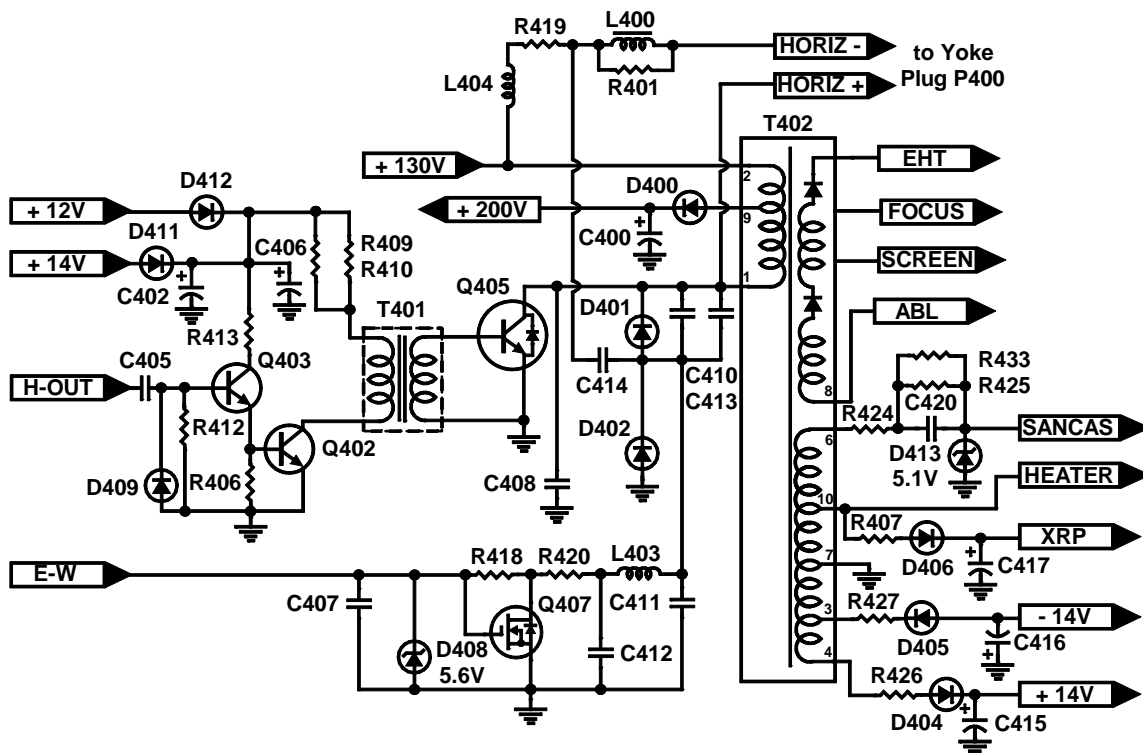 L400
R419
HORIZ -
to Yoke
Plug P400
R401
HORIZ +
L404
T402
+ 130V
2
EHT
D412
D400
+ 12V
+ 200V
9
FOCUS
D411
C406
R409
C400
+ 14V
R410
SCREEN
1
C402
T401
Q405
D401
ABL
R413
C405
Q403
R433
C414
C410
R425
H-OUT
C413
8
C420
R424
R412
6
SANCAS
Q402
D402
D413
5.1V
D409
R406
C408
HEATER
10
R407
XRP
R418
R420
L403
7
D406
C417
E-W
C407
Q407
C411
R427
3
- 14V
D408
5.6V
C412
D405
C416
4
R426
+ 14V
D404
C415